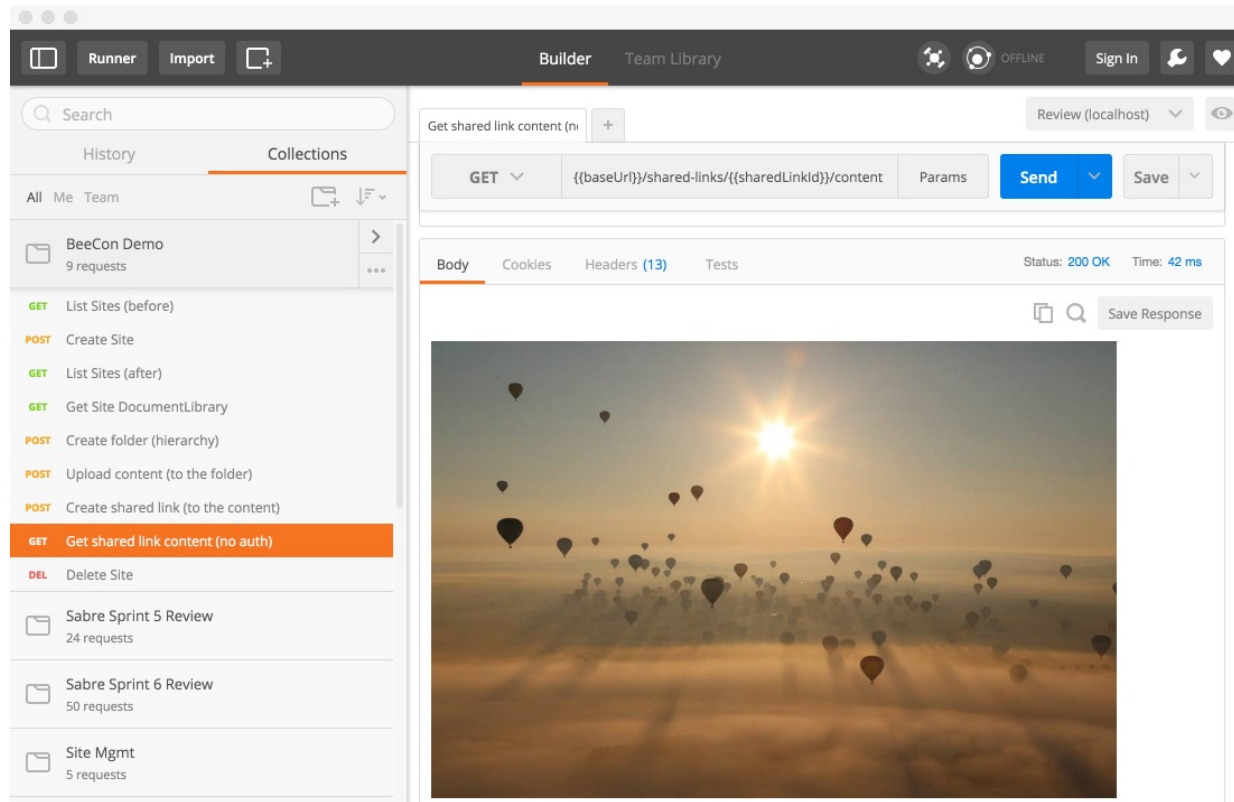 Runner Import Builder Team Library OFFLINE Sign In
Search
History Collections
All Me Team
BeeCon Demo
9 requests
GET List Sites (before)
POST Create Site
GET List Sites (after)
GET Get Site DocumentLibrary
POST Create folder (hierarchy)
POST Upload content (to the folder)
POST Create shared link (to the content)
GET Get shared link content (no auth)
DEL Delete Site
Sabre Sprint 5 Review
24 requests
Sabre Sprint 6 Review
50 requests
Site Mgmt
5 requests
Get shared link content (n Review (localhost)
GET {{baseUrl}}/shared-links/{{sharedLinkId}}/content Params Send Save
Body Cookies Headers (13) Tests Status: 200 OK Time: 42 ms
Save Response